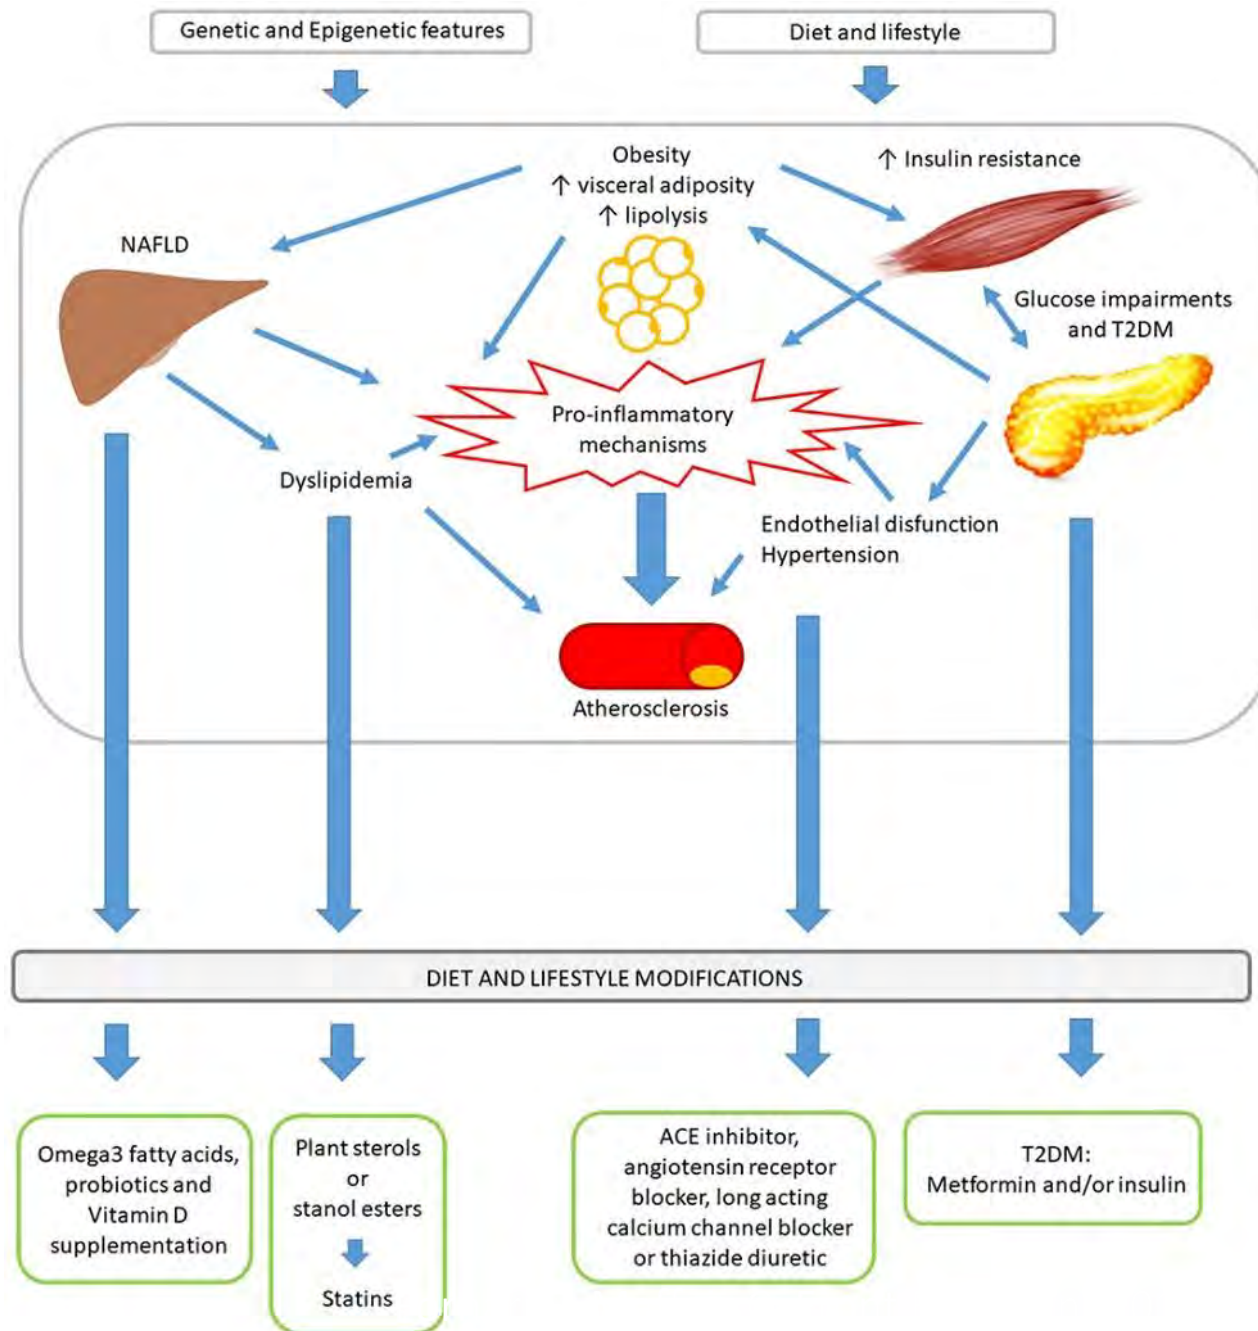 Genetic and Epigenetic features
Diet and lifestyle
Obesity
↑ visceral adiposity
↑ lipolysis
↑ Insulin resistance
NAFLD
Glucose impairments
and T2DM
Pro-inflammatory
mechanisms
Dyslipidemia
Endothelial disfunction
Hypertension
Atherosclerosis
DIET AND LIFESTYLE MODIFICATIONS
Omega3 fatty acids,
probiotics and
Vitamin D
supplementation
Plant sterols
or
stanol esters
Statins
ACE inhibitor,
angiotensin receptor
blocker, long acting
calcium channel blocker
or thiazide diuretic
T2DM:
Metformin and/or insulin